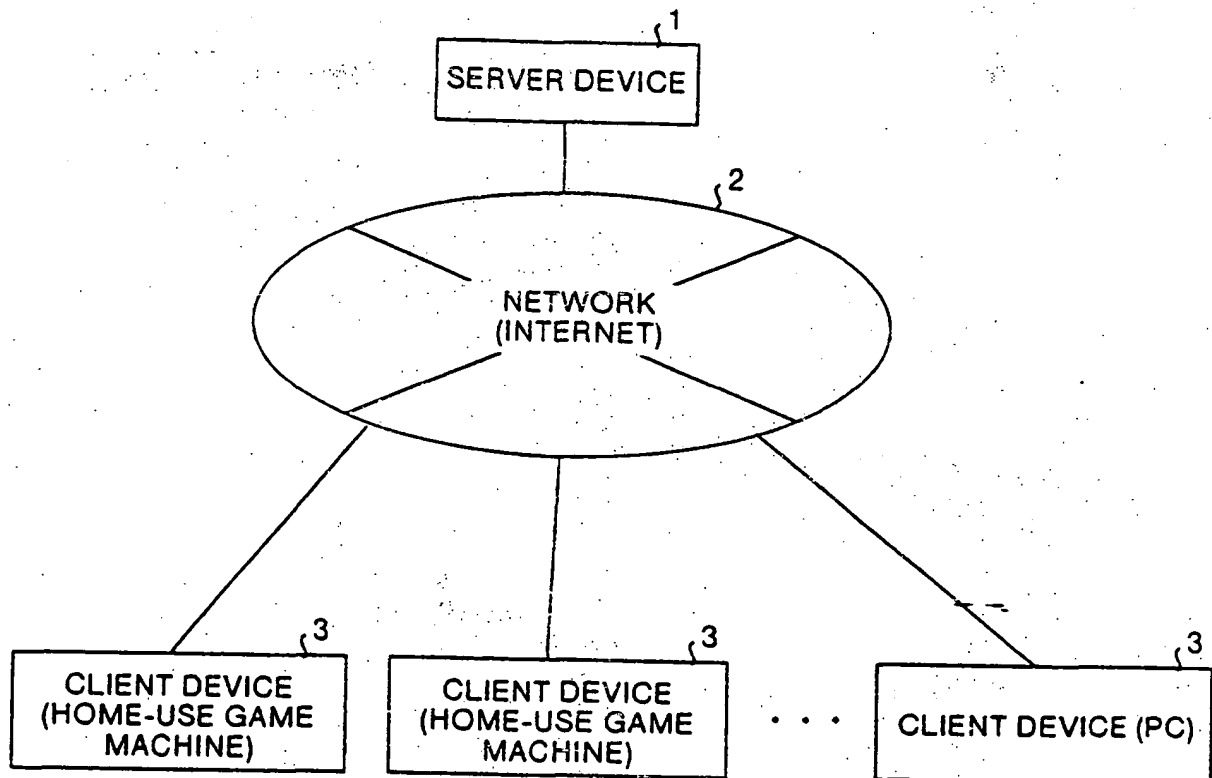 1
SERVER DEVICE
2
NETWORK
(INTERNET)
3
CLIENT DEVICE
(HOME-USE GAME
MACHINE)
3
CLIENT DEVICE
(HOME-USE GAME
MACHINE)
. . .
3
CLIENT DEVICE (PC)